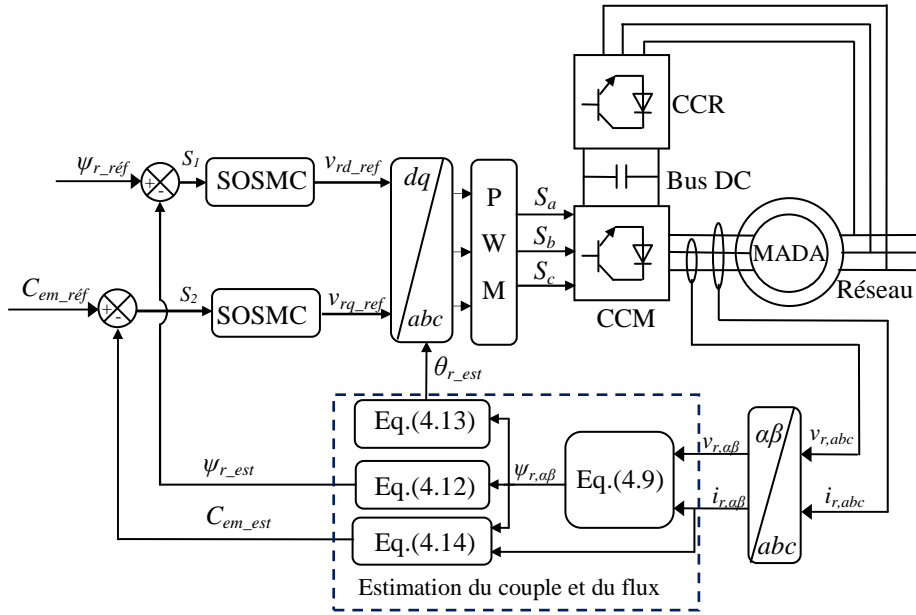 CCR
Bus DC
ψr_réf
+
-
S1
SOSMC
vrd_ref
dq
abc
P
W
M
Sa
Sb
Sc
CCM
MADA
Réseau
Cem_réf
+
-
S2
SOSMC
vrq_ref
θr_est
Eq.(4.13)
ψr_est
Eq.(4.12)
ψr,αβ
Eq.(4.9)
vr,αβ
αβ
abc
vr,abc
ir,αβ
ir,abc
Cem_est
Eq.(4.14)
Estimation du couple et du flux